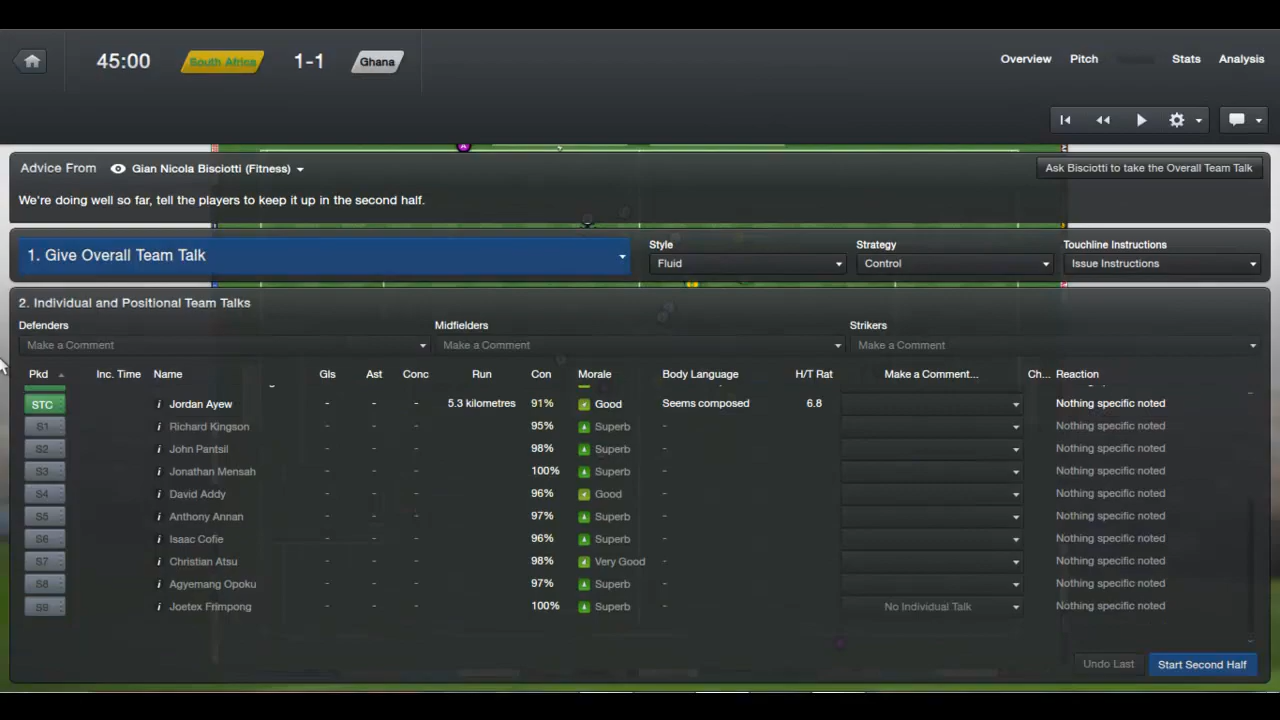 45:00 South Africa 1-1 Ghana
Overview Pitch Stats Analysis
Advice From Gian Nicola Bisciotti (Fitness) Ask Bisciotti to take the Overall Team Talk
We're doing well so far, tell the players to keep it up in the second half.
Style Strategy Touchline Instructions
1. Give Overall Team Talk Fluid Control Issue Instructions
2. Individual and Positional Team Talks
Defenders Midfielders Strikers
Make a Comment Make a Comment Make a Comment
Pkd Inc. Time Name Gls Ast Conc Run Con Morale Body Language H/T Rat Make a Comment... Ch... Reaction
STC i Jordan Ayew - - - 5.3 kilometres 91% Good Seems composed 6.8 Nothing specific noted
S1 i Richard Kingson - - - 95% Superb - Nothing specific noted
S2 i John Pantsil - - - 98% Superb - Nothing specific noted
S3 i Jonathan Mensah - - - 100% Superb - Nothing specific noted
S4 i David Addy - - - 96% Good - Nothing specific noted
S5 i Anthony Annan - - - 97% Superb - Nothing specific noted
S6 i Isaac Cofie - - - 96% Superb - Nothing specific noted
S7 i Christian Atsu - - - 98% Very Good - Nothing specific noted
S8 i Agyemang Opoku - - - 97% Superb - Nothing specific noted
S9 i Joetex Frimpong - - - 100% Superb - No Individual Talk Nothing specific noted
Undo Last Start Second Half